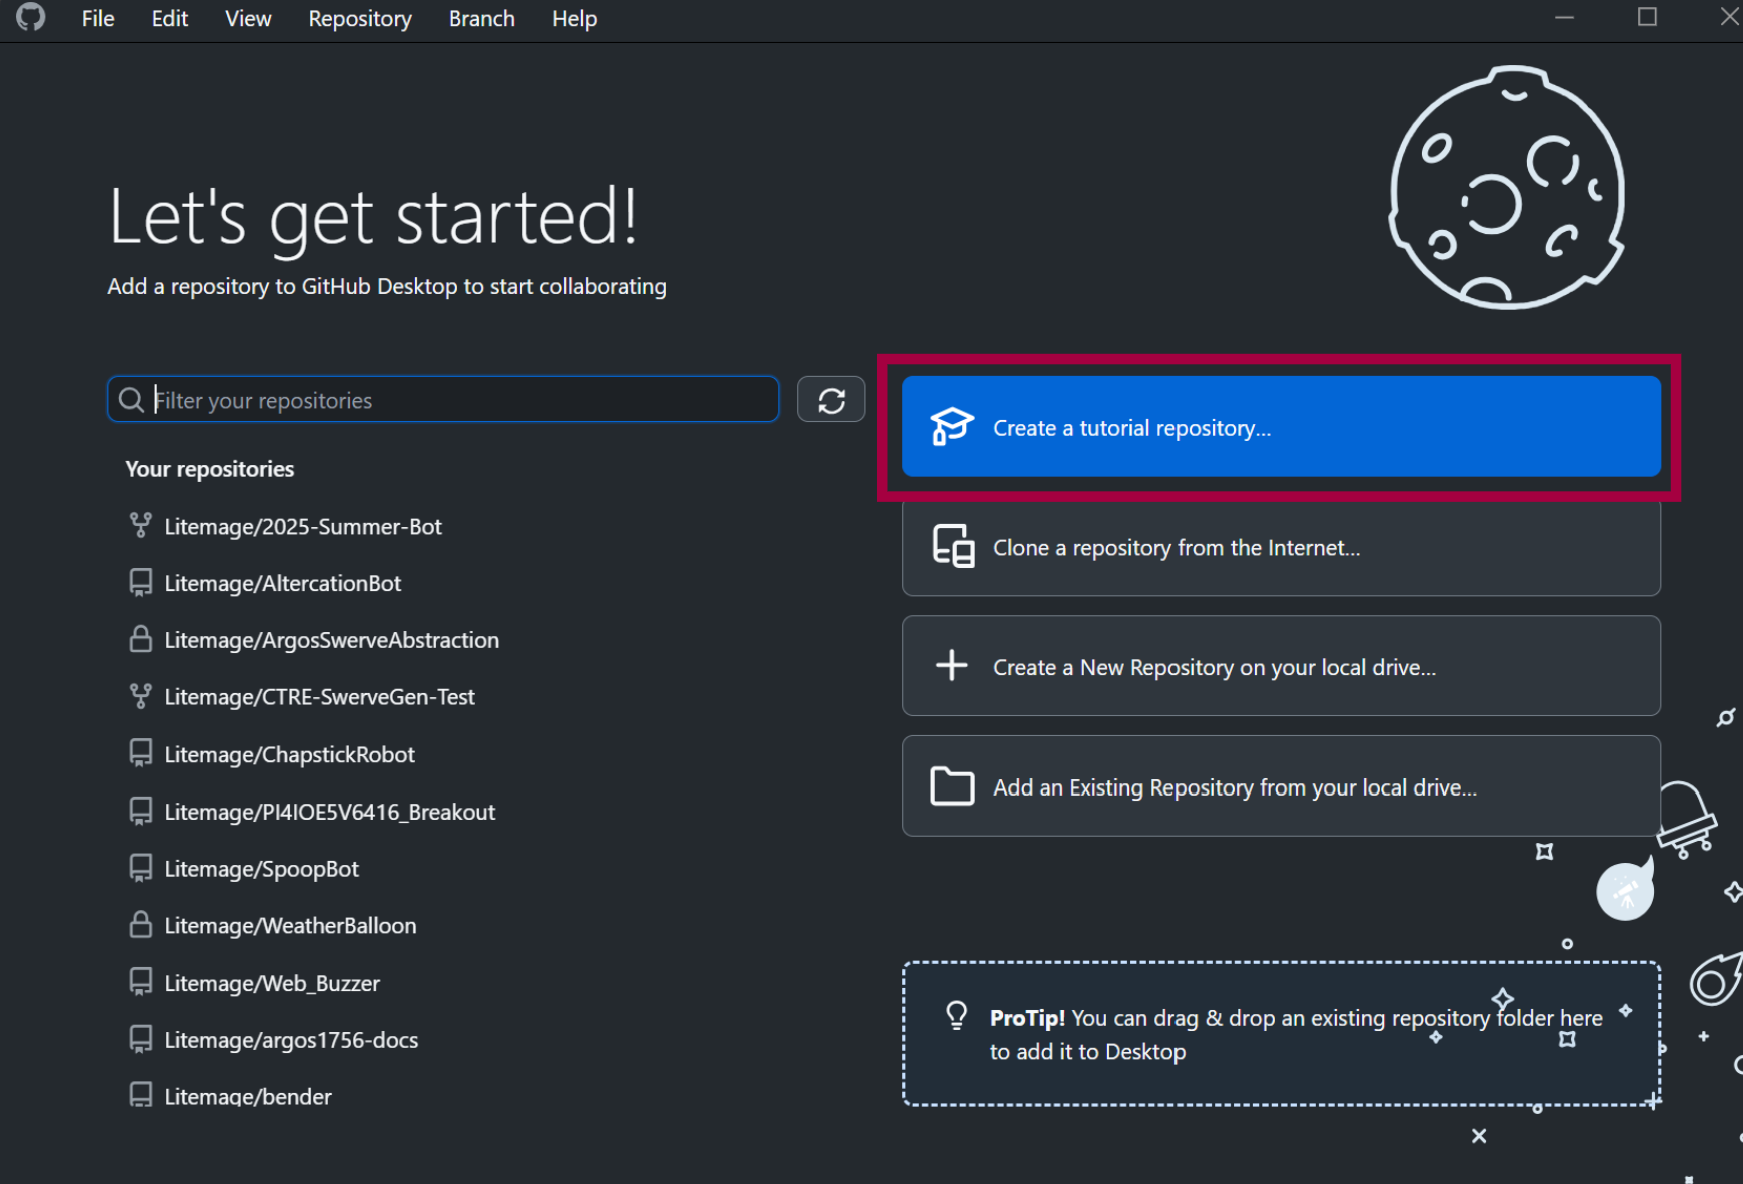 File Edit View Repository Branch Help
Let's get started!
Add a repository to GitHub Desktop to start collaborating
Filter your repositories
Your repositories
Litemage/2025-Summer-Bot
Litemage/AltercationBot
Litemage/ArgosSwerveAbstraction
Litemage/CTRE-SwerveGen-Test
Litemage/ChapstickRobot
Litemage/PI4IOE5V6416_Breakout
Litemage/SpoopBot
Litemage/WeatherBalloon
Litemage/Web_Buzzer
Litemage/argos1756-docs
Litemage/bender
Create a tutorial repository...
Clone a repository from the Internet...
Create a New Repository on your local drive...
Add an Existing Repository from your local drive...
ProTip! You can drag & drop an existing repository folder here
to add it to Desktop